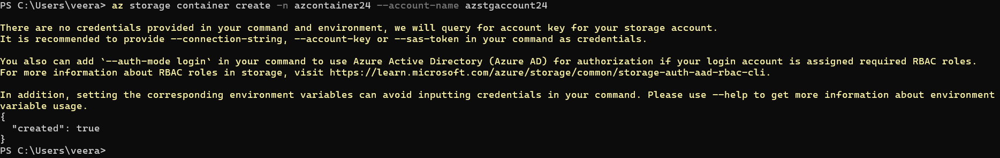 PS C:\Users\veera> az storage container create -n azcontainer24 --account-name azstgaccount24
There are no credentials provided in your command and environment, we will query for account key for your storage account.
It is recommended to provide --connection-string, --account-key or --sas-token in your command as credentials.
You also can add `--auth-mode login` in your command to use Azure Active Directory (Azure AD) for authorization if your login account is assigned required RBAC roles.
For more information about RBAC roles in storage, visit https://learn.microsoft.com/azure/storage/common/storage-auth-aad-rbac-cli.
In addition, setting the corresponding environment variables can avoid inputting credentials in your command. Please use --help to get more information about environment
variable usage.
{
  "created": true
}
PS C:\Users\veera>